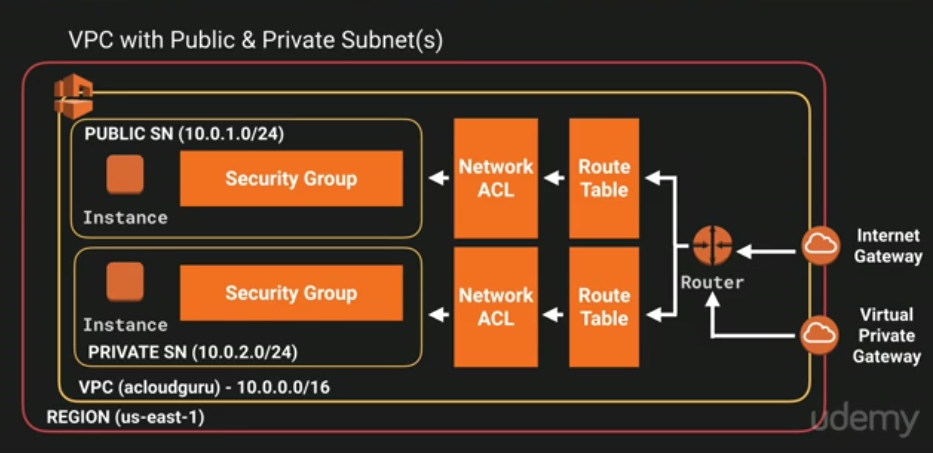 VPC with Public & Private Subnet(s)
PUBLIC SN (10.0.1.0/24)
Instance
Security Group
Network
ACL
Route
Table
Instance
Security Group
PRIVATE SN (10.0.2.0/24)
Network
ACL
Route
Table
Router
Internet
Gateway
Virtual
Private
Gateway
VPC (acloudguru) - 10.0.0.0/16
REGION (us-east-1)
udemy